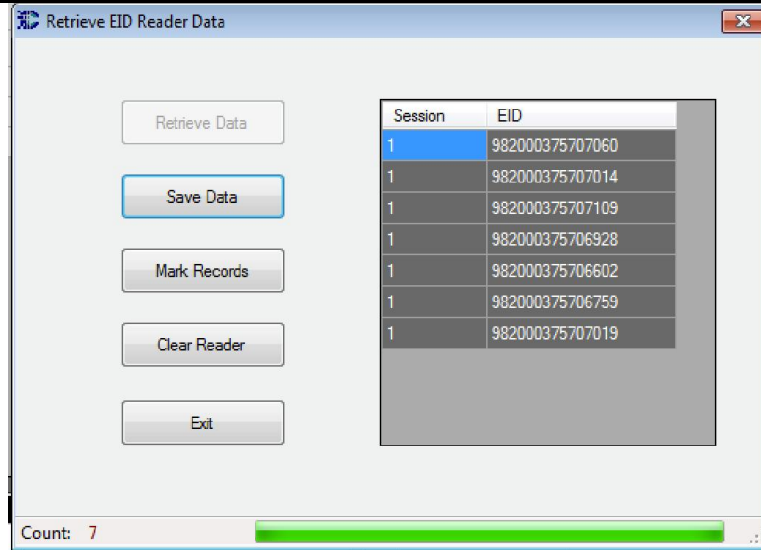 Retrieve EID Reader Data
Retrieve Data
Save Data
Mark Records
Clear Reader
Exit
Session EID
1 982000375707060
1 982000375707014
1 982000375707109
1 982000375706928
1 982000375706602
1 982000375706759
1 982000375707019
Count: 7